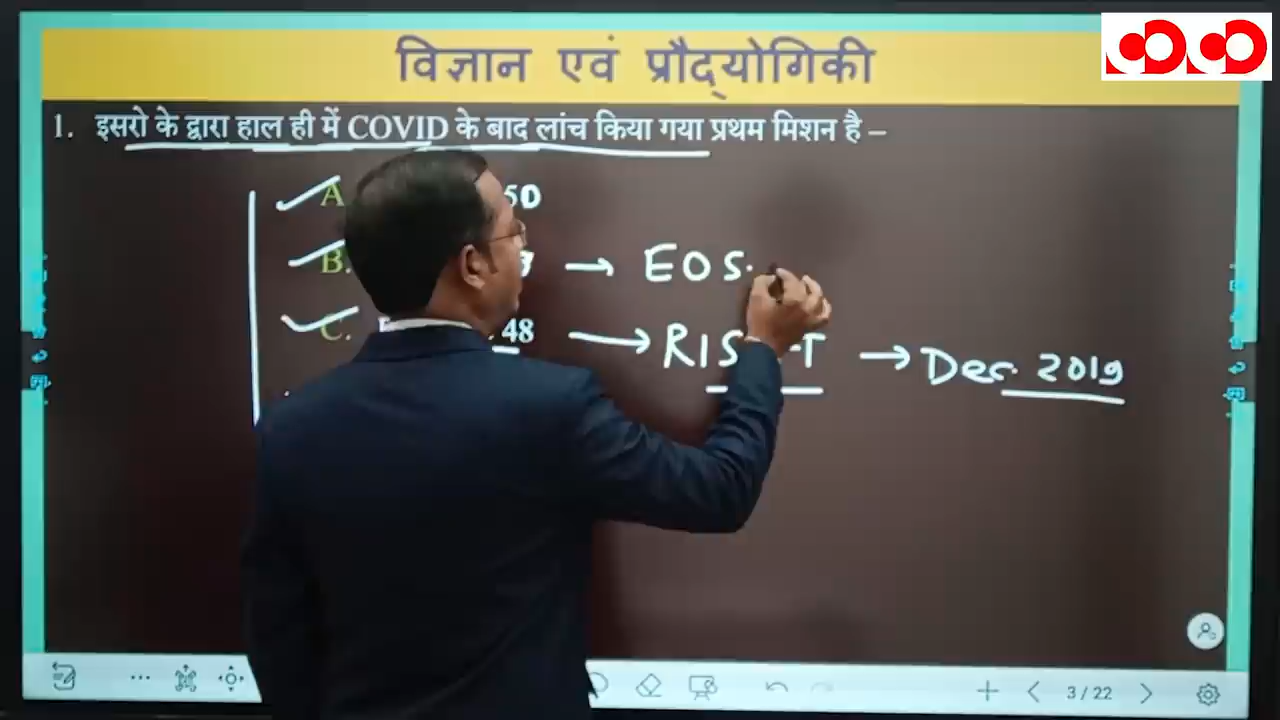 विज्ञान एवं प्रौद्योगिकी
1. इसरो के द्वारा हाल ही में COVID के बाद लांच किया गया प्रथम मिशन है –
A 50
B. → EOS.
C. 48 → RIS T → Dec. 2019
3 / 22